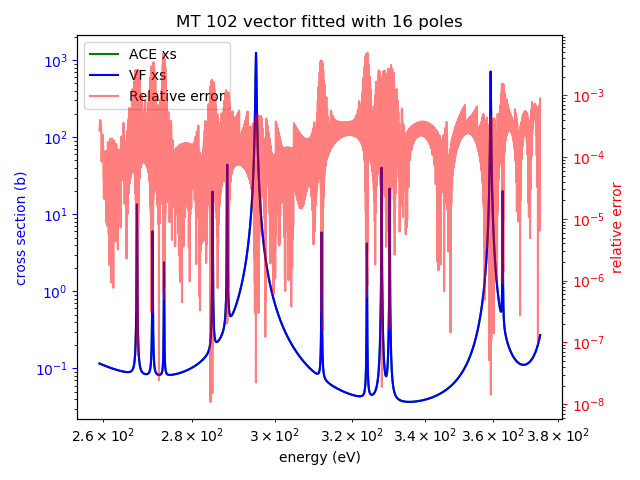 MT 102 vector fitted with 16 poles
ACE xs
VF xs
Relative error
cross section (b)
10³
10²
10¹
10⁰
10⁻¹
10⁻³
10⁻⁴
10⁻⁵
10⁻⁶
10⁻⁷
10⁻⁸
relative error
2.6 × 10² 2.8 × 10² 3 × 10² 3.2 × 10² 3.4 × 10² 3.6 × 10² 3.8 × 10²
energy (eV)